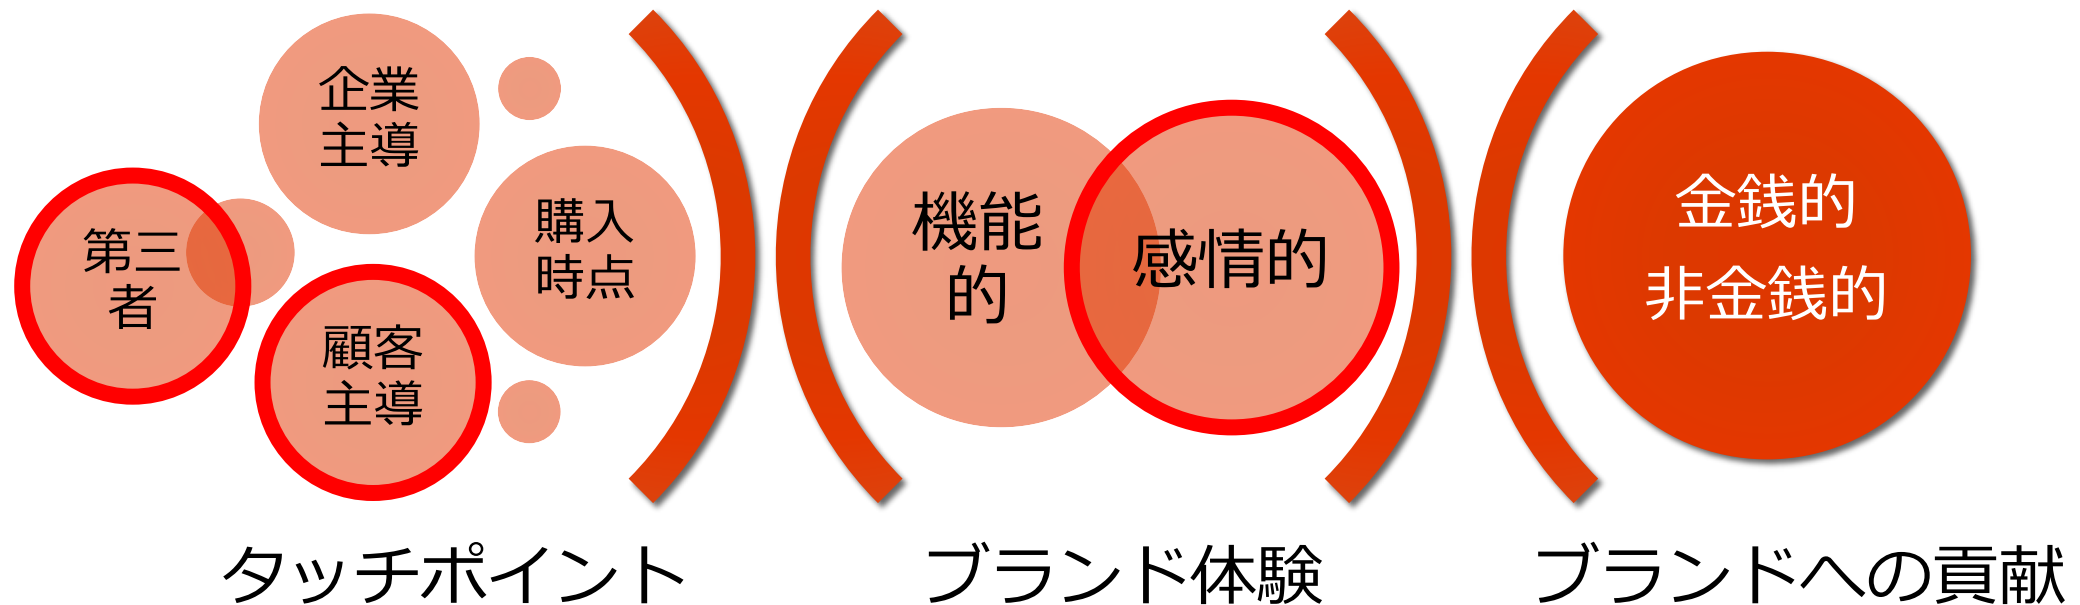 企業
主導
第三
者
顧客
主導
購入
時点
タッチポイント
機能
的
感情的
ブランド体験
金銭的
非金銭的
ブランドへの貢献